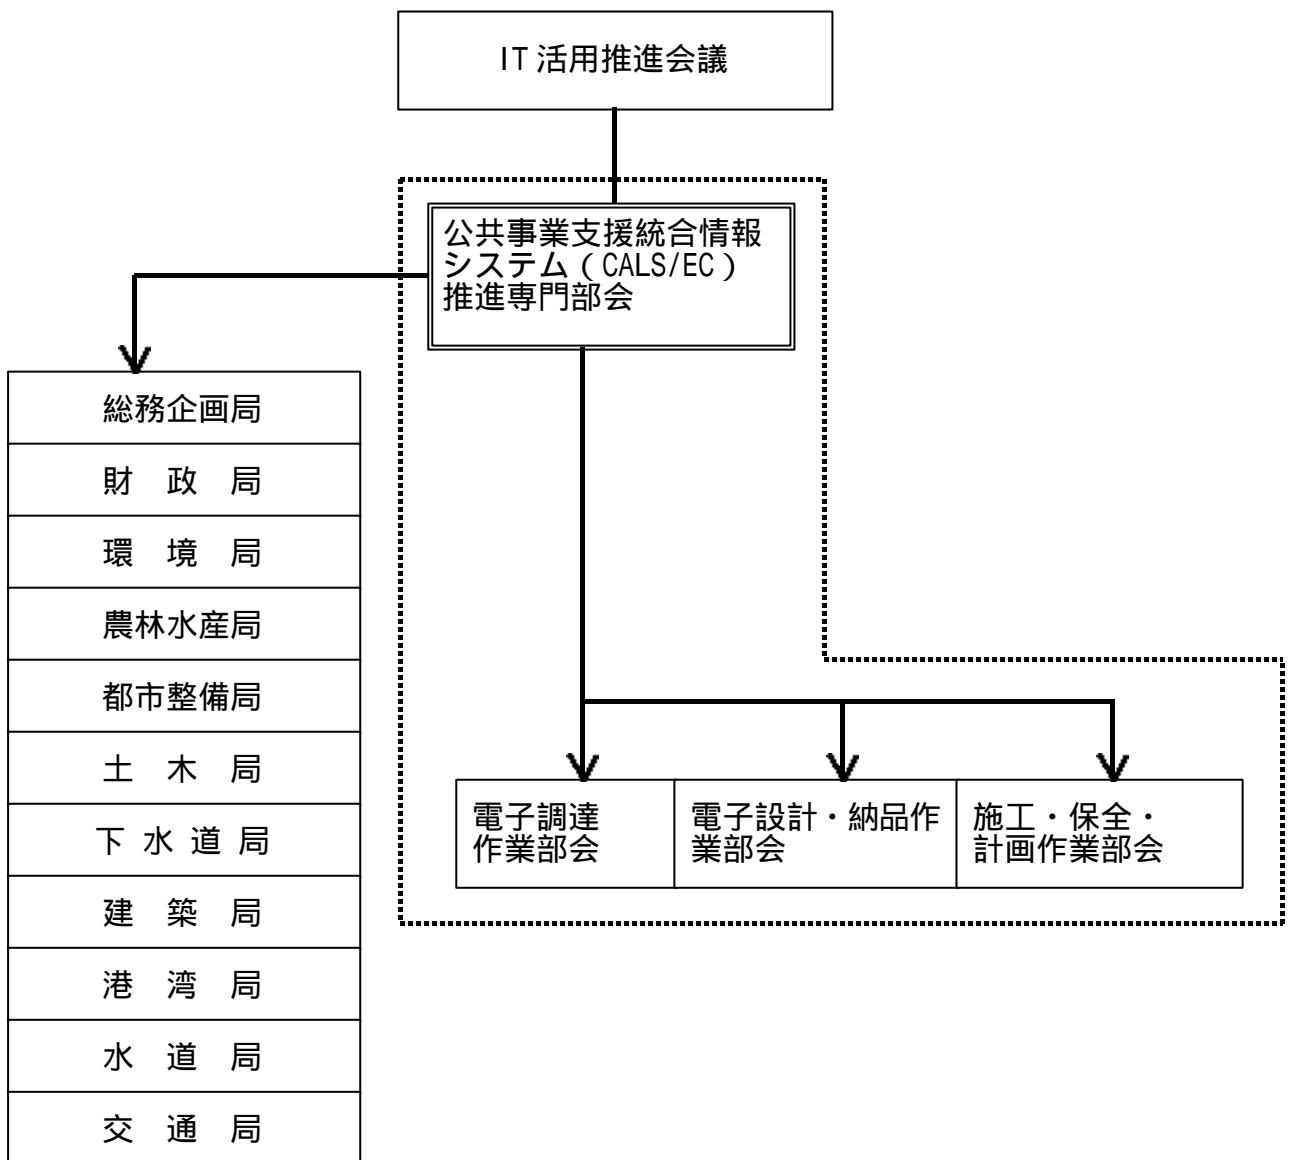 IT 活用推進会議
公共事業支援統合情報
システム（CALS/EC）
推進専門部会
総務企画局
財　政　局
環　境　局
農林水産局
都市整備局
土　木　局
下 水 道 局
建　築　局
港　湾　局
水　道　局
交　通　局
電子調達
作業部会
電子設計・納品作
業部会
施工・保全・
計画作業部会